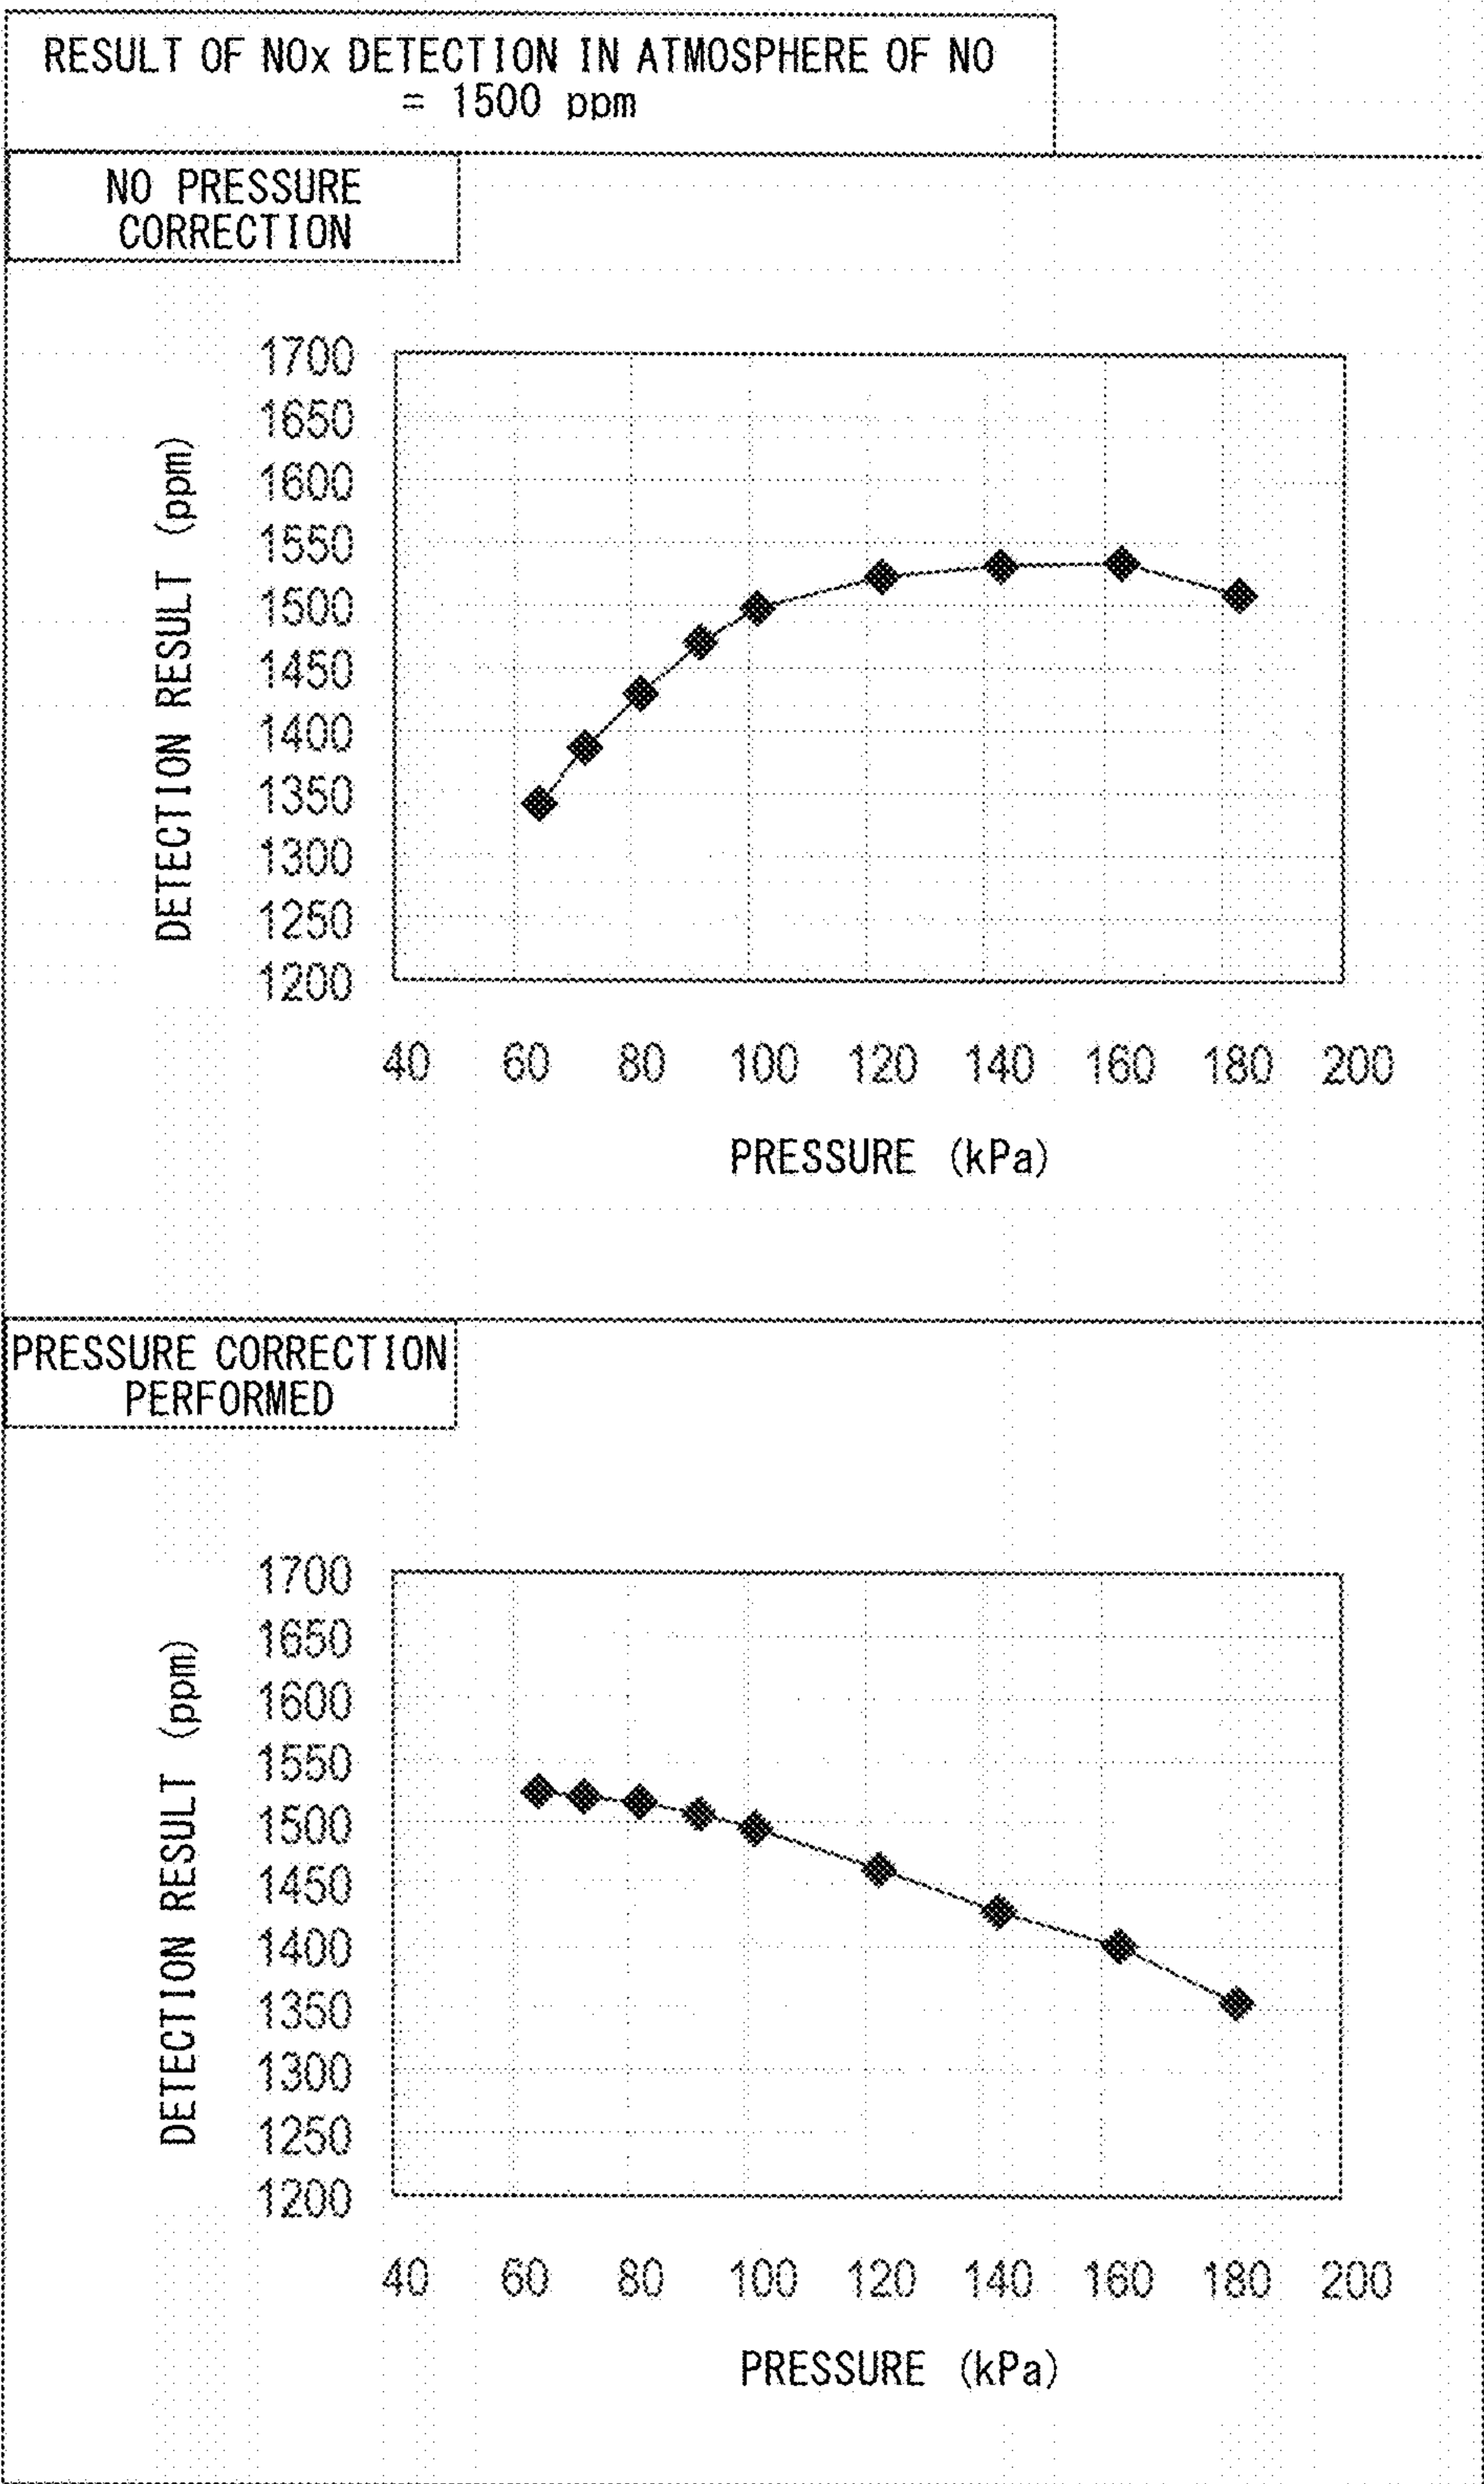 RESULT OF NOx DETECTION IN ATMOSPHERE OF NO
= 1500 ppm
NO PRESSURE
CORRECTION
DETECTION RESULT (ppm)
1700
1650
1600
1550
1500
1450
1400
1350
1300
1250
1200
40 60 80 100 120 140 160 180 200
PRESSURE (kPa)
PRESSURE CORRECTION
PERFORMED
DETECTION RESULT (ppm)
1700
1650
1600
1550
1500
1450
1400
1350
1300
1250
1200
40 60 80 100 120 140 160 180 200
PRESSURE (kPa)